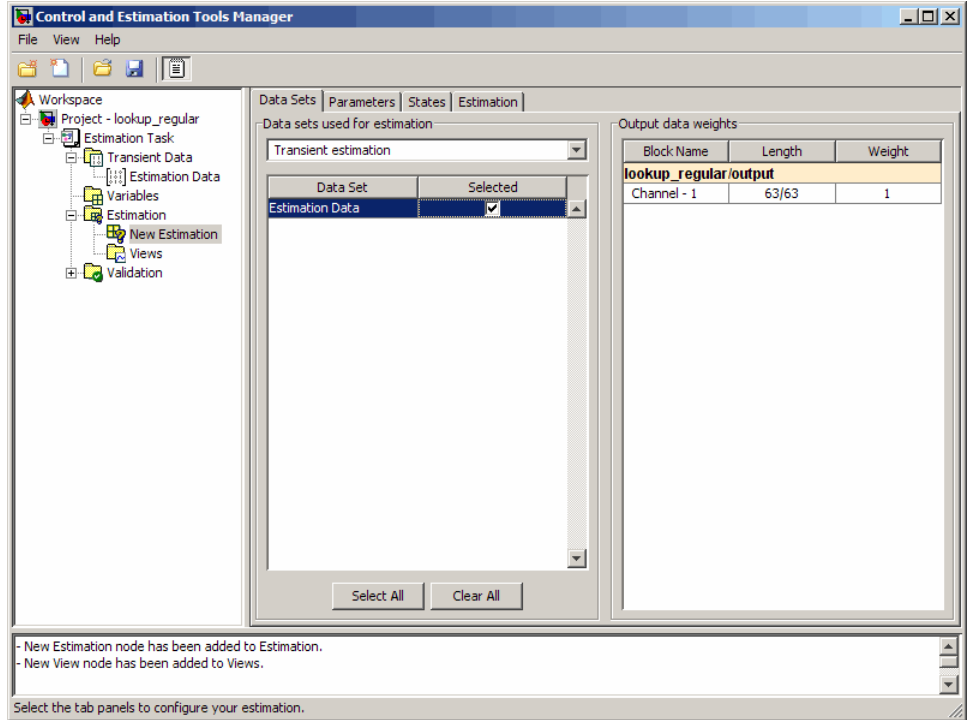 Control and Estimation Tools Manager
File View Help
Workspace
Project - lookup_regular
Estimation Task
Transient Data
Estimation Data
Variables
Estimation
New Estimation
Views
Validation
Data Sets Parameters States Estimation
Data sets used for estimation
Transient estimation
Data Set Selected
Estimation Data
Select All Clear All
Output data weights
Block Name Length Weight
lookup_regular/output
Channel - 1 63/63 1
- New Estimation node has been added to Estimation.
- New View node has been added to Views.
Select the tab panels to configure your estimation.